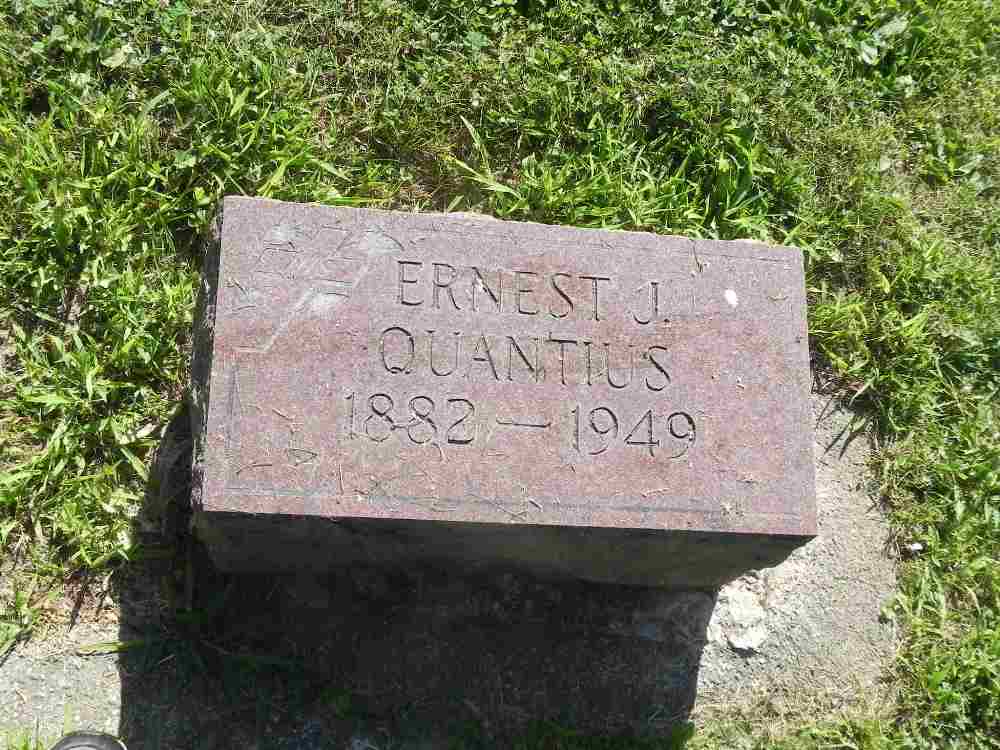 ERNEST J.
QUANTIUS
1882 — 1949